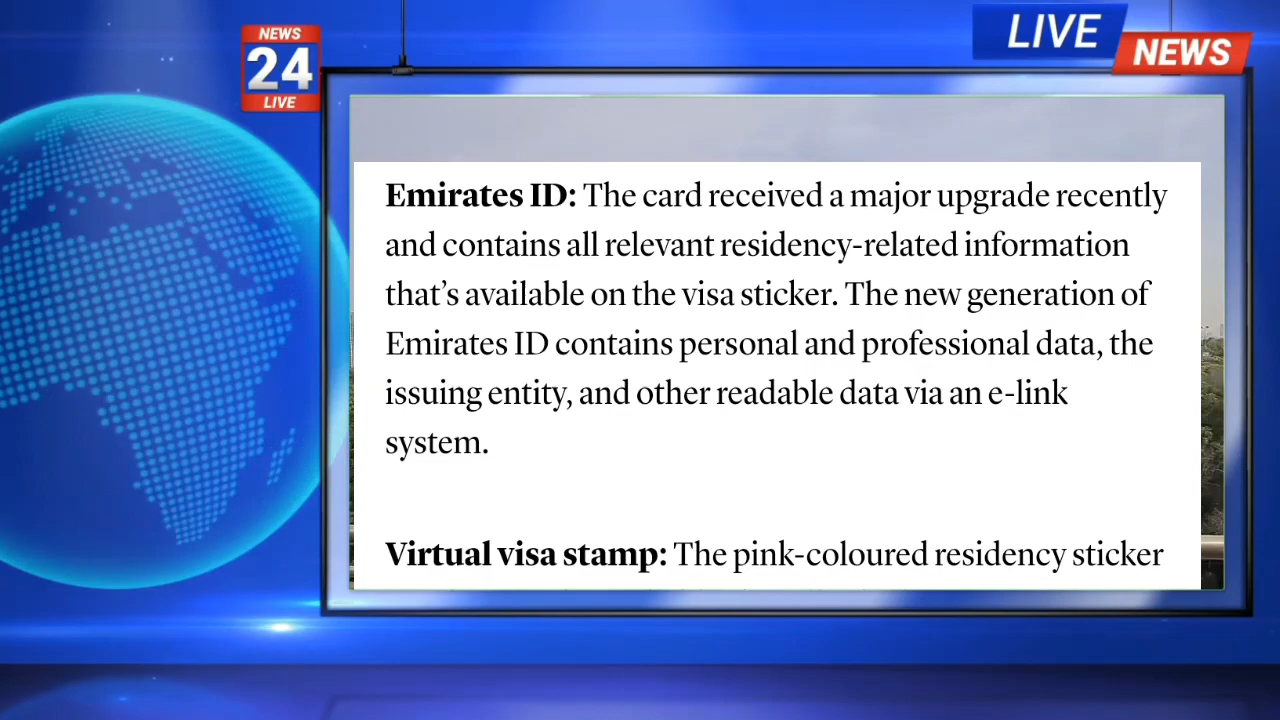 NEWS
24
LIVE
LIVE
NEWS
Emirates ID: The card received a major upgrade recently
and contains all relevant residency-related information
that’s available on the visa sticker. The new generation of
Emirates ID contains personal and professional data, the
issuing entity, and other readable data via an e-link
system.
Virtual visa stamp: The pink-coloured residency sticker